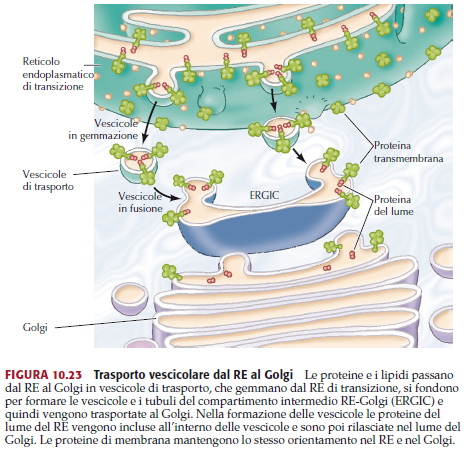 Reticolo
endoplasmatico
di transizione
Vescicole
in gemmazione
Proteina
transmembrana
Vescicole
di trasporto
Vescicole
in fusione
ERGIC
Proteina
del lume
Golgi
FIGURA 10.23 Trasporto vescicolare dal RE al Golgi Le proteine e i lipidi passano
dal RE al Golgi in vescicole di trasporto, che gemmano dal RE di transizione, si fondono
per formare le vescicole e i tubuli del compartimento intermedio RE-Golgi (ERGIC) e
quindi vengono trasportate al Golgi. Nella formazione delle vescicole le proteine del
lume del RE vengono incluse all'interno delle vescicole e sono poi rilasciate nel lume del
Golgi. Le proteine di membrana mantengono lo stesso orientamento nel RE e nel Golgi.